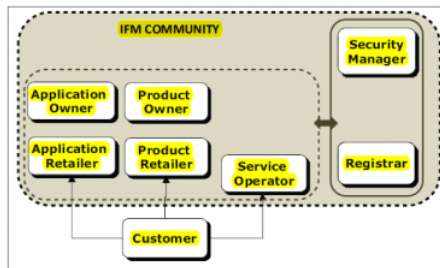 IFM COMMUNITY
Security
Manager
Application
Owner
Product
Owner
Application
Retailer
Product
Retailer
Service
Operator
Registrar
Customer